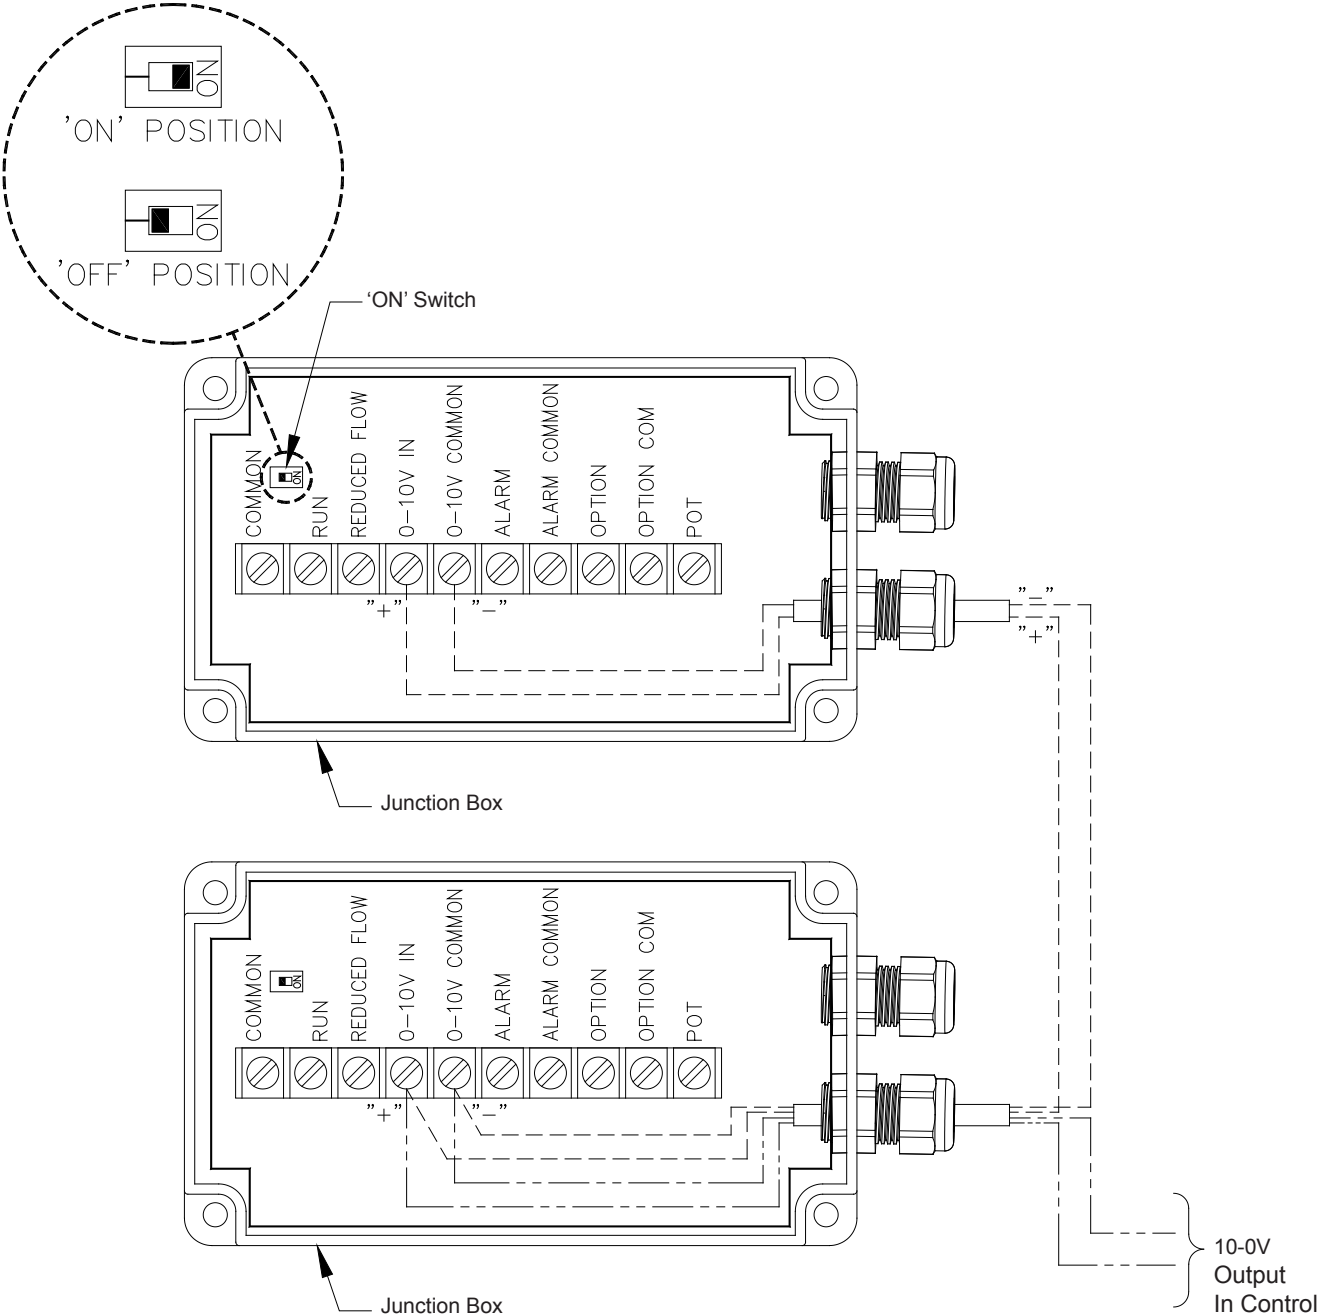 ON
'ON' POSITION
ON
'OFF' POSITION
'ON' Switch
COMMON
ON
RUN
REDUCED FLOW
0-10V IN
0-10V COMMON
ALARM
ALARM COMMON
OPTION
OPTION COM
POT
"+"
"-"
"-"
"+"
Junction Box
COMMON
ON
RUN
REDUCED FLOW
0-10V IN
0-10V COMMON
ALARM
ALARM COMMON
OPTION
OPTION COM
POT
"+"
"-"
10-0V
Output
In Control
Junction Box